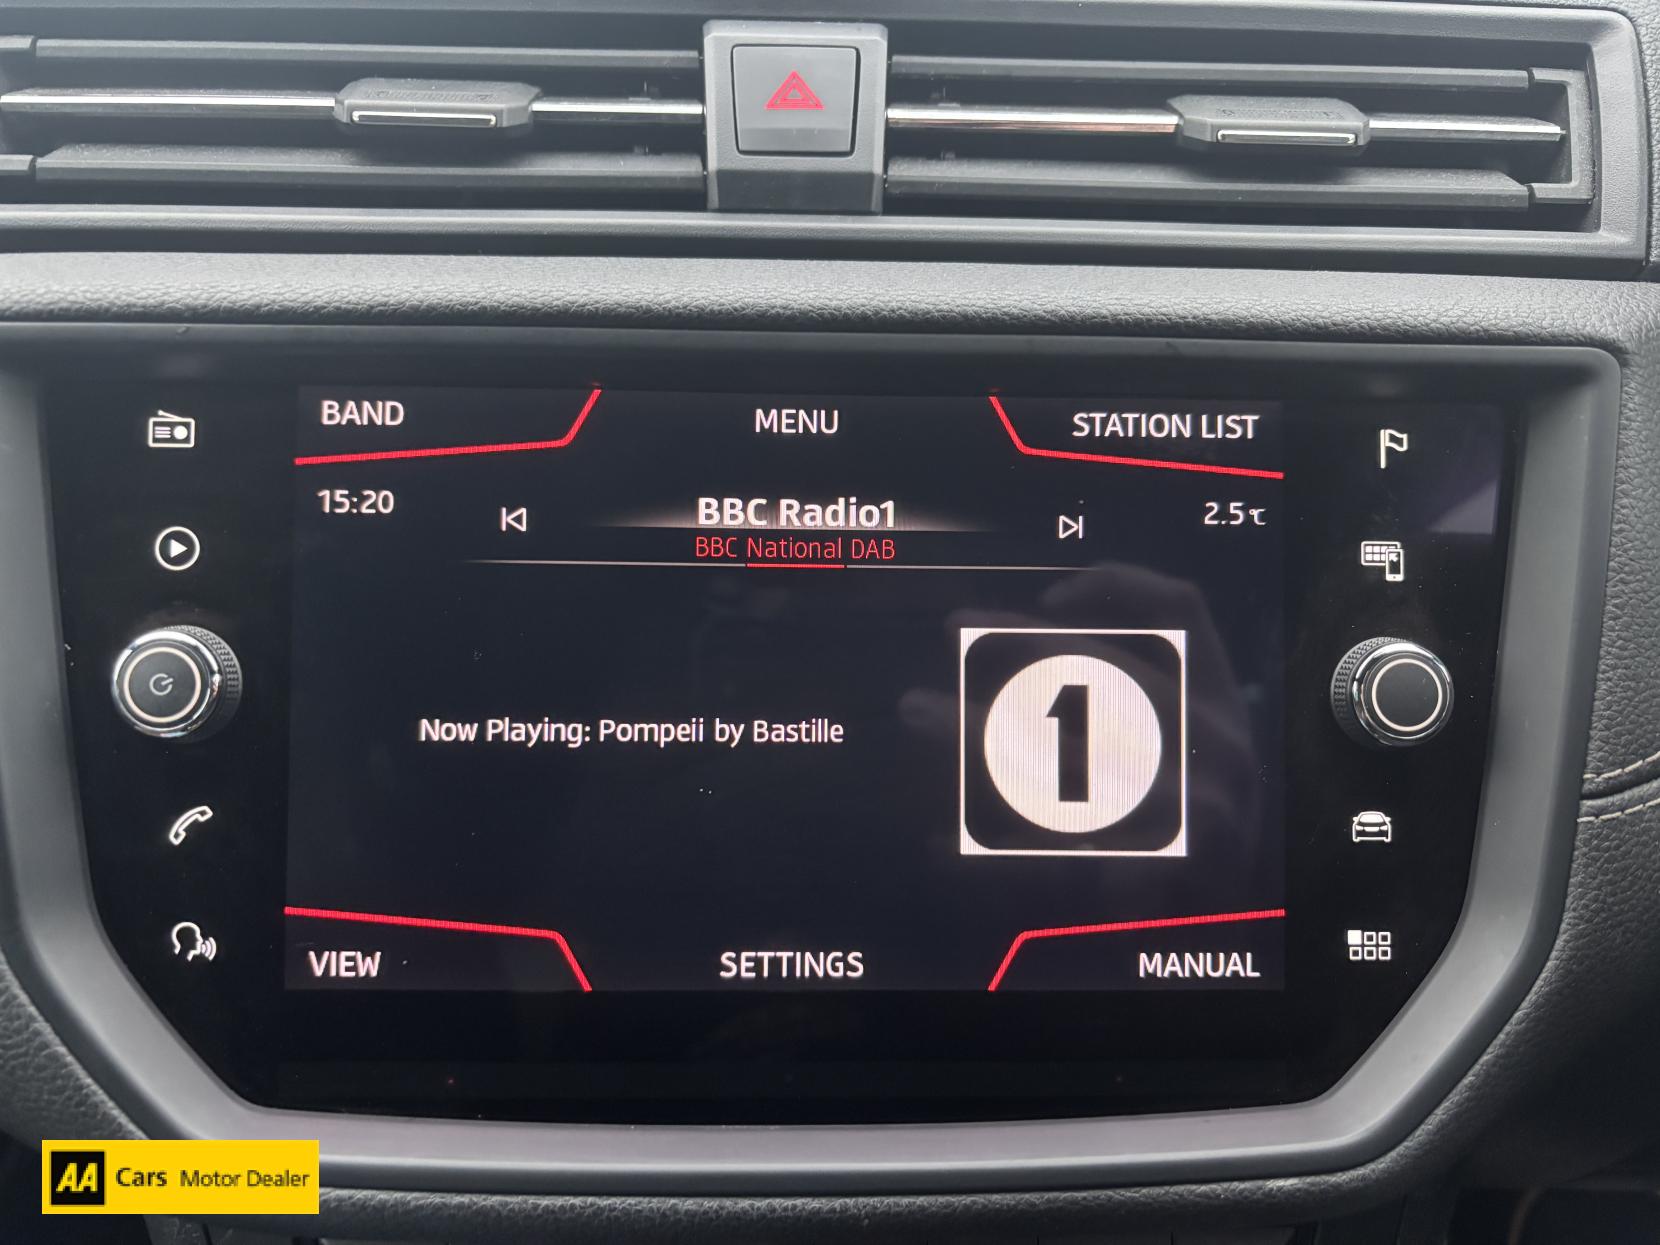 BAND
MENU
STATION LIST
15:20
BBC Radio1
2.5℃
BBC National DAB
1
Now Playing: Pompeii by Bastille
VIEW
SETTINGS
MANUAL
AA Cars Motor Dealer